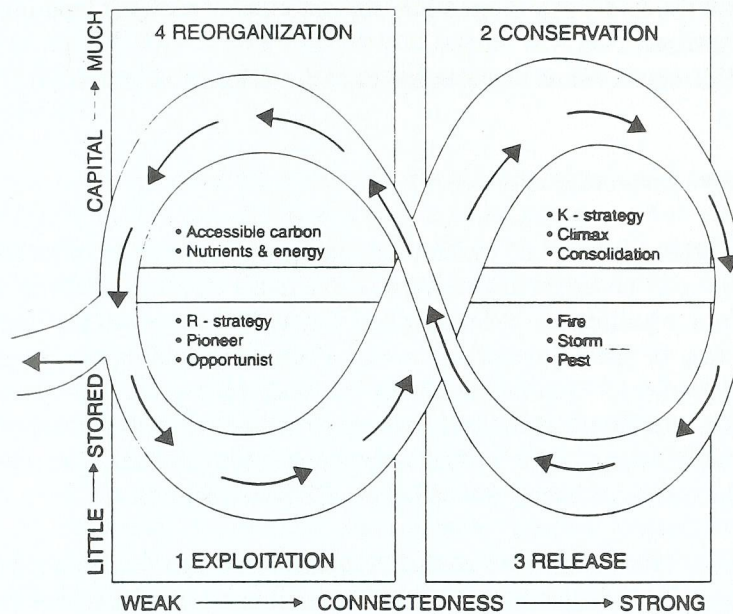 4 REORGANIZATION
2 CONSERVATION
• Accessible carbon
• Nutrients & energy
• K - strategy
• Climax
• Consolidation
• R - strategy
• Pioneer
• Opportunist
• Fire
• Storm
• Pest
1 EXPLOITATION
3 RELEASE
LITTLE STORED CAPITAL MUCH
WEAK CONNECTEDNESS STRONG